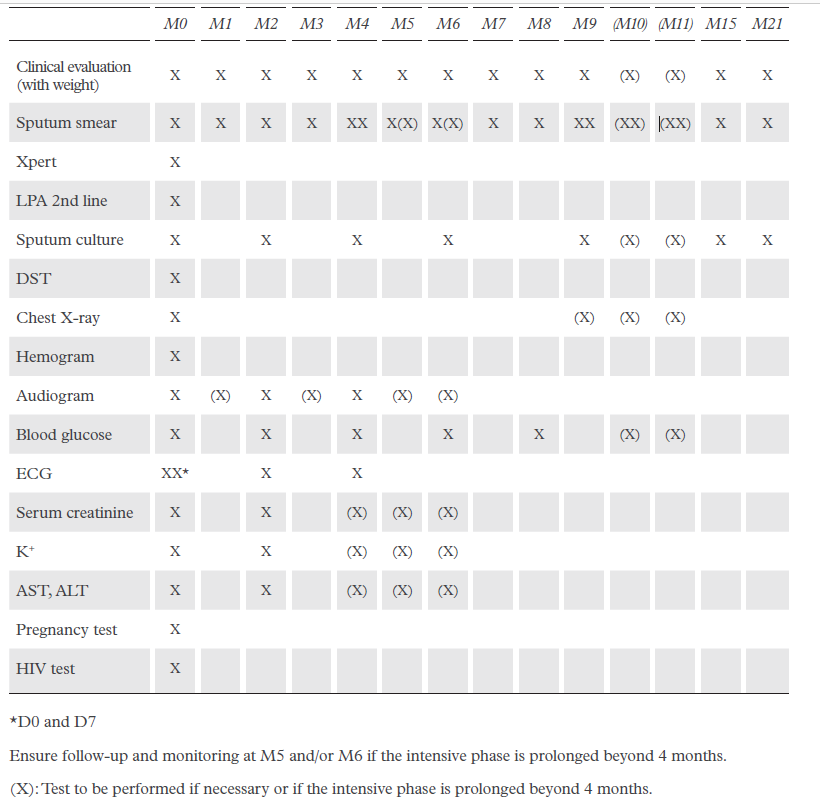 M0 M1 M2 M3 M4 M5 M6 M7 M8 M9 (M10) (M11) M15 M21
Clinical evaluation
(with weight) X X X X X X X X X X (X) (X) X X
Sputum smear X X X X XX X(X) X(X) X X XX (XX) (XX) X X
Xpert X
LPA 2nd line X
Sputum culture X X X X X (X) (X) X X
DST X
Chest X-ray X (X) (X) (X)
Hemogram X
Audiogram X (X) X (X) X (X) (X)
Blood glucose X X X X X (X) (X)
ECG XX* X X
Serum creatinine X X (X) (X) (X)
K⁺ X X (X) (X) (X)
AST, ALT X X (X) (X) (X)
Pregnancy test X
HIV test X
*D0 and D7
Ensure follow-up and monitoring at M5 and/or M6 if the intensive phase is prolonged beyond 4 months.
(X): Test to be performed if necessary or if the intensive phase is prolonged beyond 4 months.